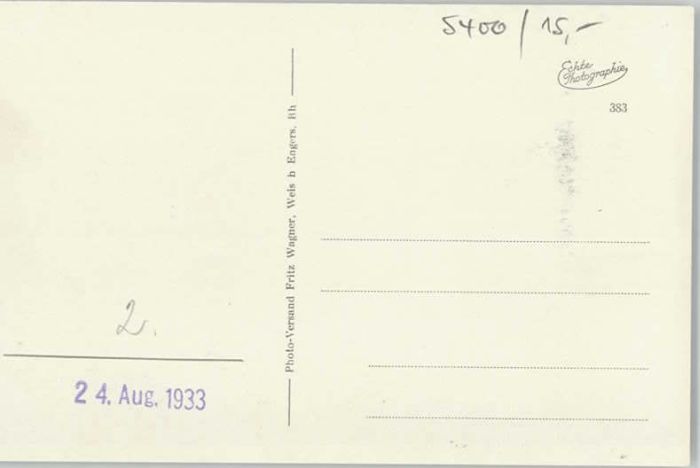 5400/15,-
Echte
Photographie
383
Photo-Versand Fritz Wagner, Weis b Engers, Rh
2.
24. Aug. 1933